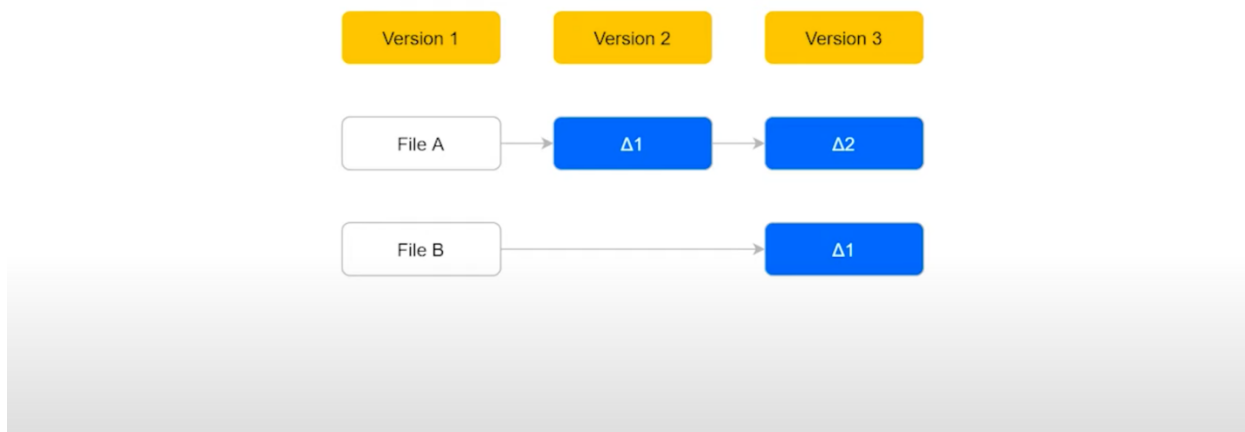 Version 1 Version 2 Version 3
File A Δ1 Δ2
File B Δ1